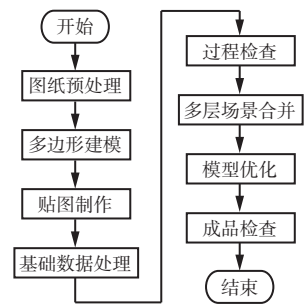 开始
图纸预处理
多边形建模
贴图制作
基础数据处理
过程检查
多层场景合并
模型优化
成品检查
结束